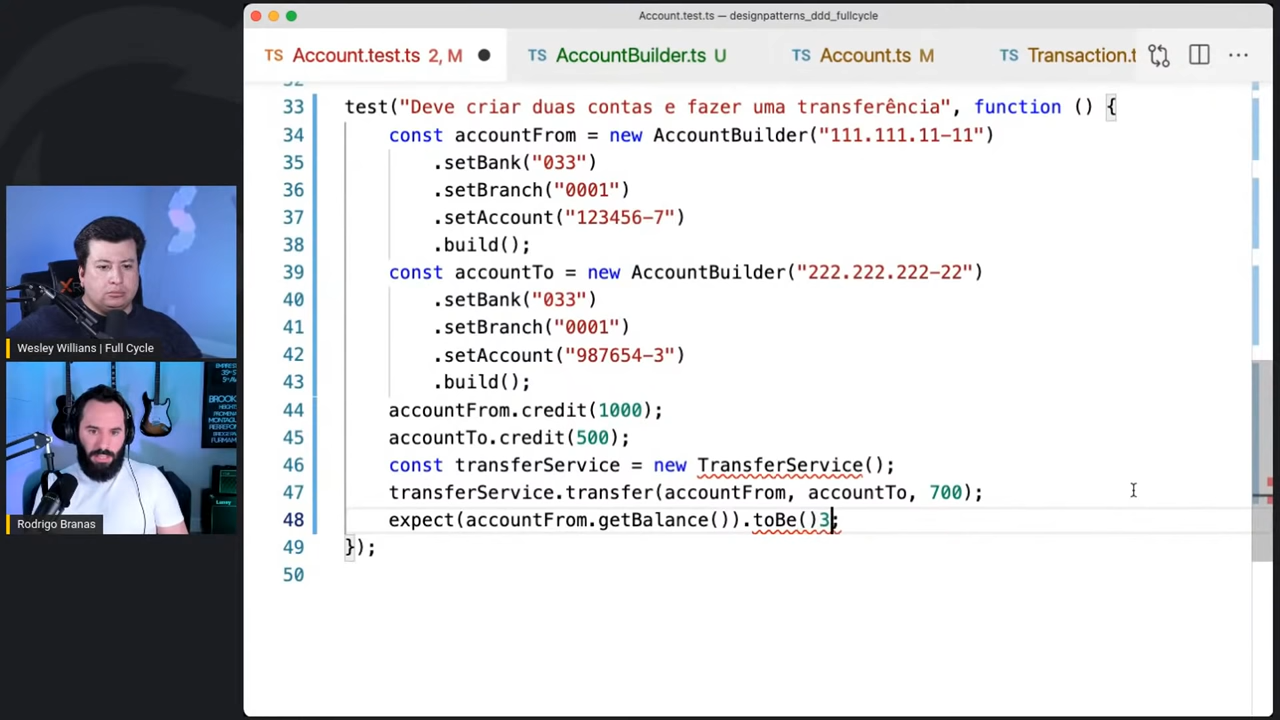 Account.test.ts — designpatterns_ddd_fullcycle
TS Account.test.ts 2, M ● TS AccountBuilder.ts U TS Account.ts M TS Transaction.t
32
33 test("Deve criar duas contas e fazer uma transferência", function () {
34 const accountFrom = new AccountBuilder("111.111.11-11")
35 .setBank("033")
36 .setBranch("0001")
37 .setAccount("123456-7")
38 .build();
39 const accountTo = new AccountBuilder("222.222.222-22")
40 .setBank("033")
41 .setBranch("0001")
42 .setAccount("987654-3")
43 .build();
44 accountFrom.credit(1000);
45 accountTo.credit(500);
46 const transferService = new TransferService();
47 transferService.transfer(accountFrom, accountTo, 700);
48 expect(accountFrom.getBalance()).toBe()3;
49 });
50
Wesley Willians | Full Cycle
Rodrigo Branas
BROOK